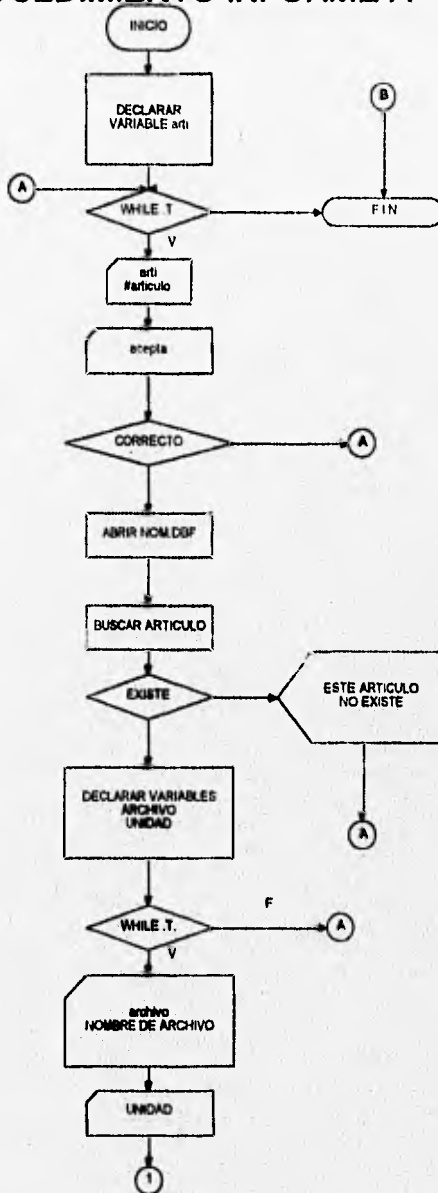 INICIO
DECLARAR
VARIABLE arti
B
A
WHILE .T
FIN
V
arti
#articulo
acepta
CORRECTO
A
ABRIR NOM.DBF
BUSCAR ARTICULO
EXISTE
ESTE ARTICULO
NO EXISTE
DECLARAR VARIABLES
ARCHIVO
UNIDAD
A
WHILE .T.
F
A
V
archivo
NOMBRE DE ARCHIVO
UNIDAD
1